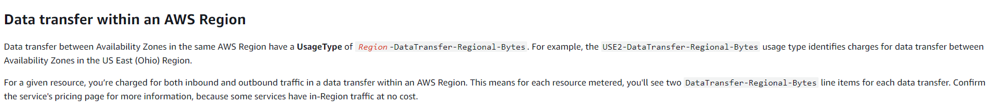 Data transfer within an AWS Region
Data transfer between Availability Zones in the same AWS Region have a UsageType of Region-DataTransfer-Regional-Bytes. For example, the USE2-DataTransfer-Regional-Bytes usage type identifies charges for data transfer between
Availability Zones in the US East (Ohio) Region.
For a given resource, you’re charged for both inbound and outbound traffic in a data transfer within an AWS Region. This means for each resource metered, you'll see two DataTransfer-Regional-Bytes line items for each data transfer. Confirm
the service's pricing page for more information, because some services have in-Region traffic at no cost.